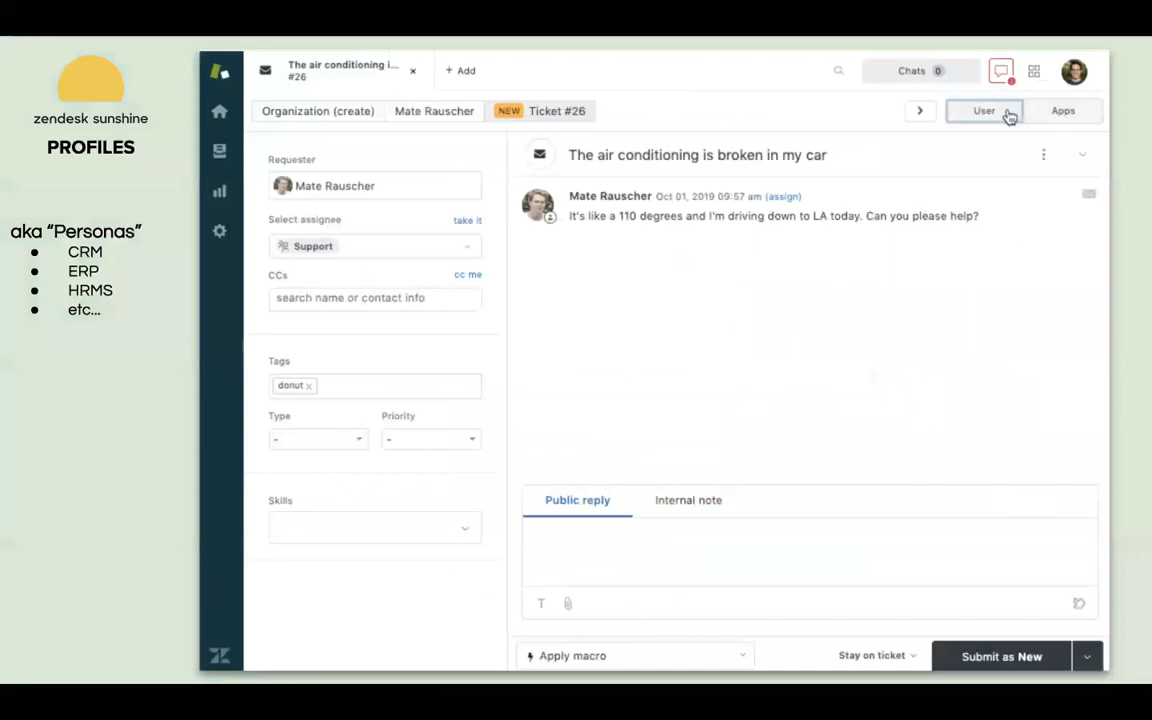 zendesk sunshine
PROFILES
aka “Personas”
● CRM
● ERP
● HRMS
● etc...
The air conditioning i...
#26
× + Add
Chats 0
Organization (create)
Mate Rauscher
NEW Ticket #26
User
Apps
Requester
Mate Rauscher
Select assignee
take it
Support
CCs
cc me
search name or contact info
Tags
donut x
Type
Priority
-
-
Skills
The air conditioning is broken in my car
Mate Rauscher Oct 01, 2019 09:57 am (assign)
It's like a 110 degrees and I'm driving down to LA today. Can you please help?
Public reply
Internal note
T
Apply macro
Stay on ticket
Submit as New